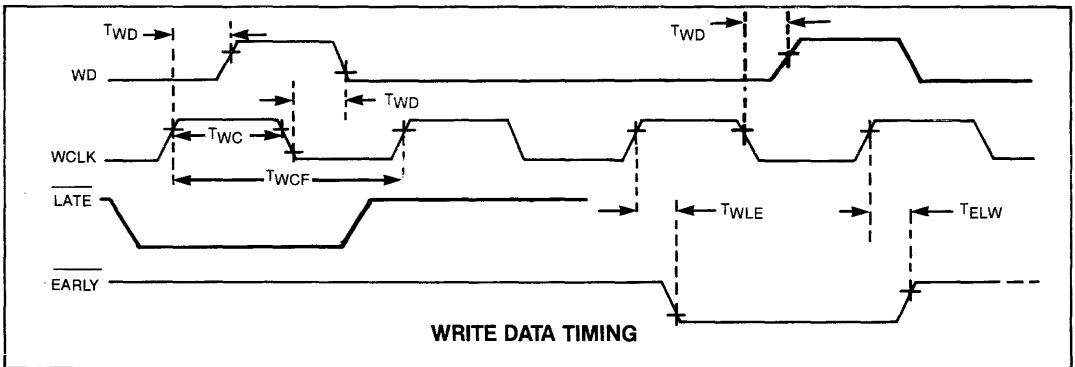 TWD
TWD
WD
TWD
TWC
WCLK
TWCF
LATE
TWLE
TELW
EARLY
WRITE DATA TIMING